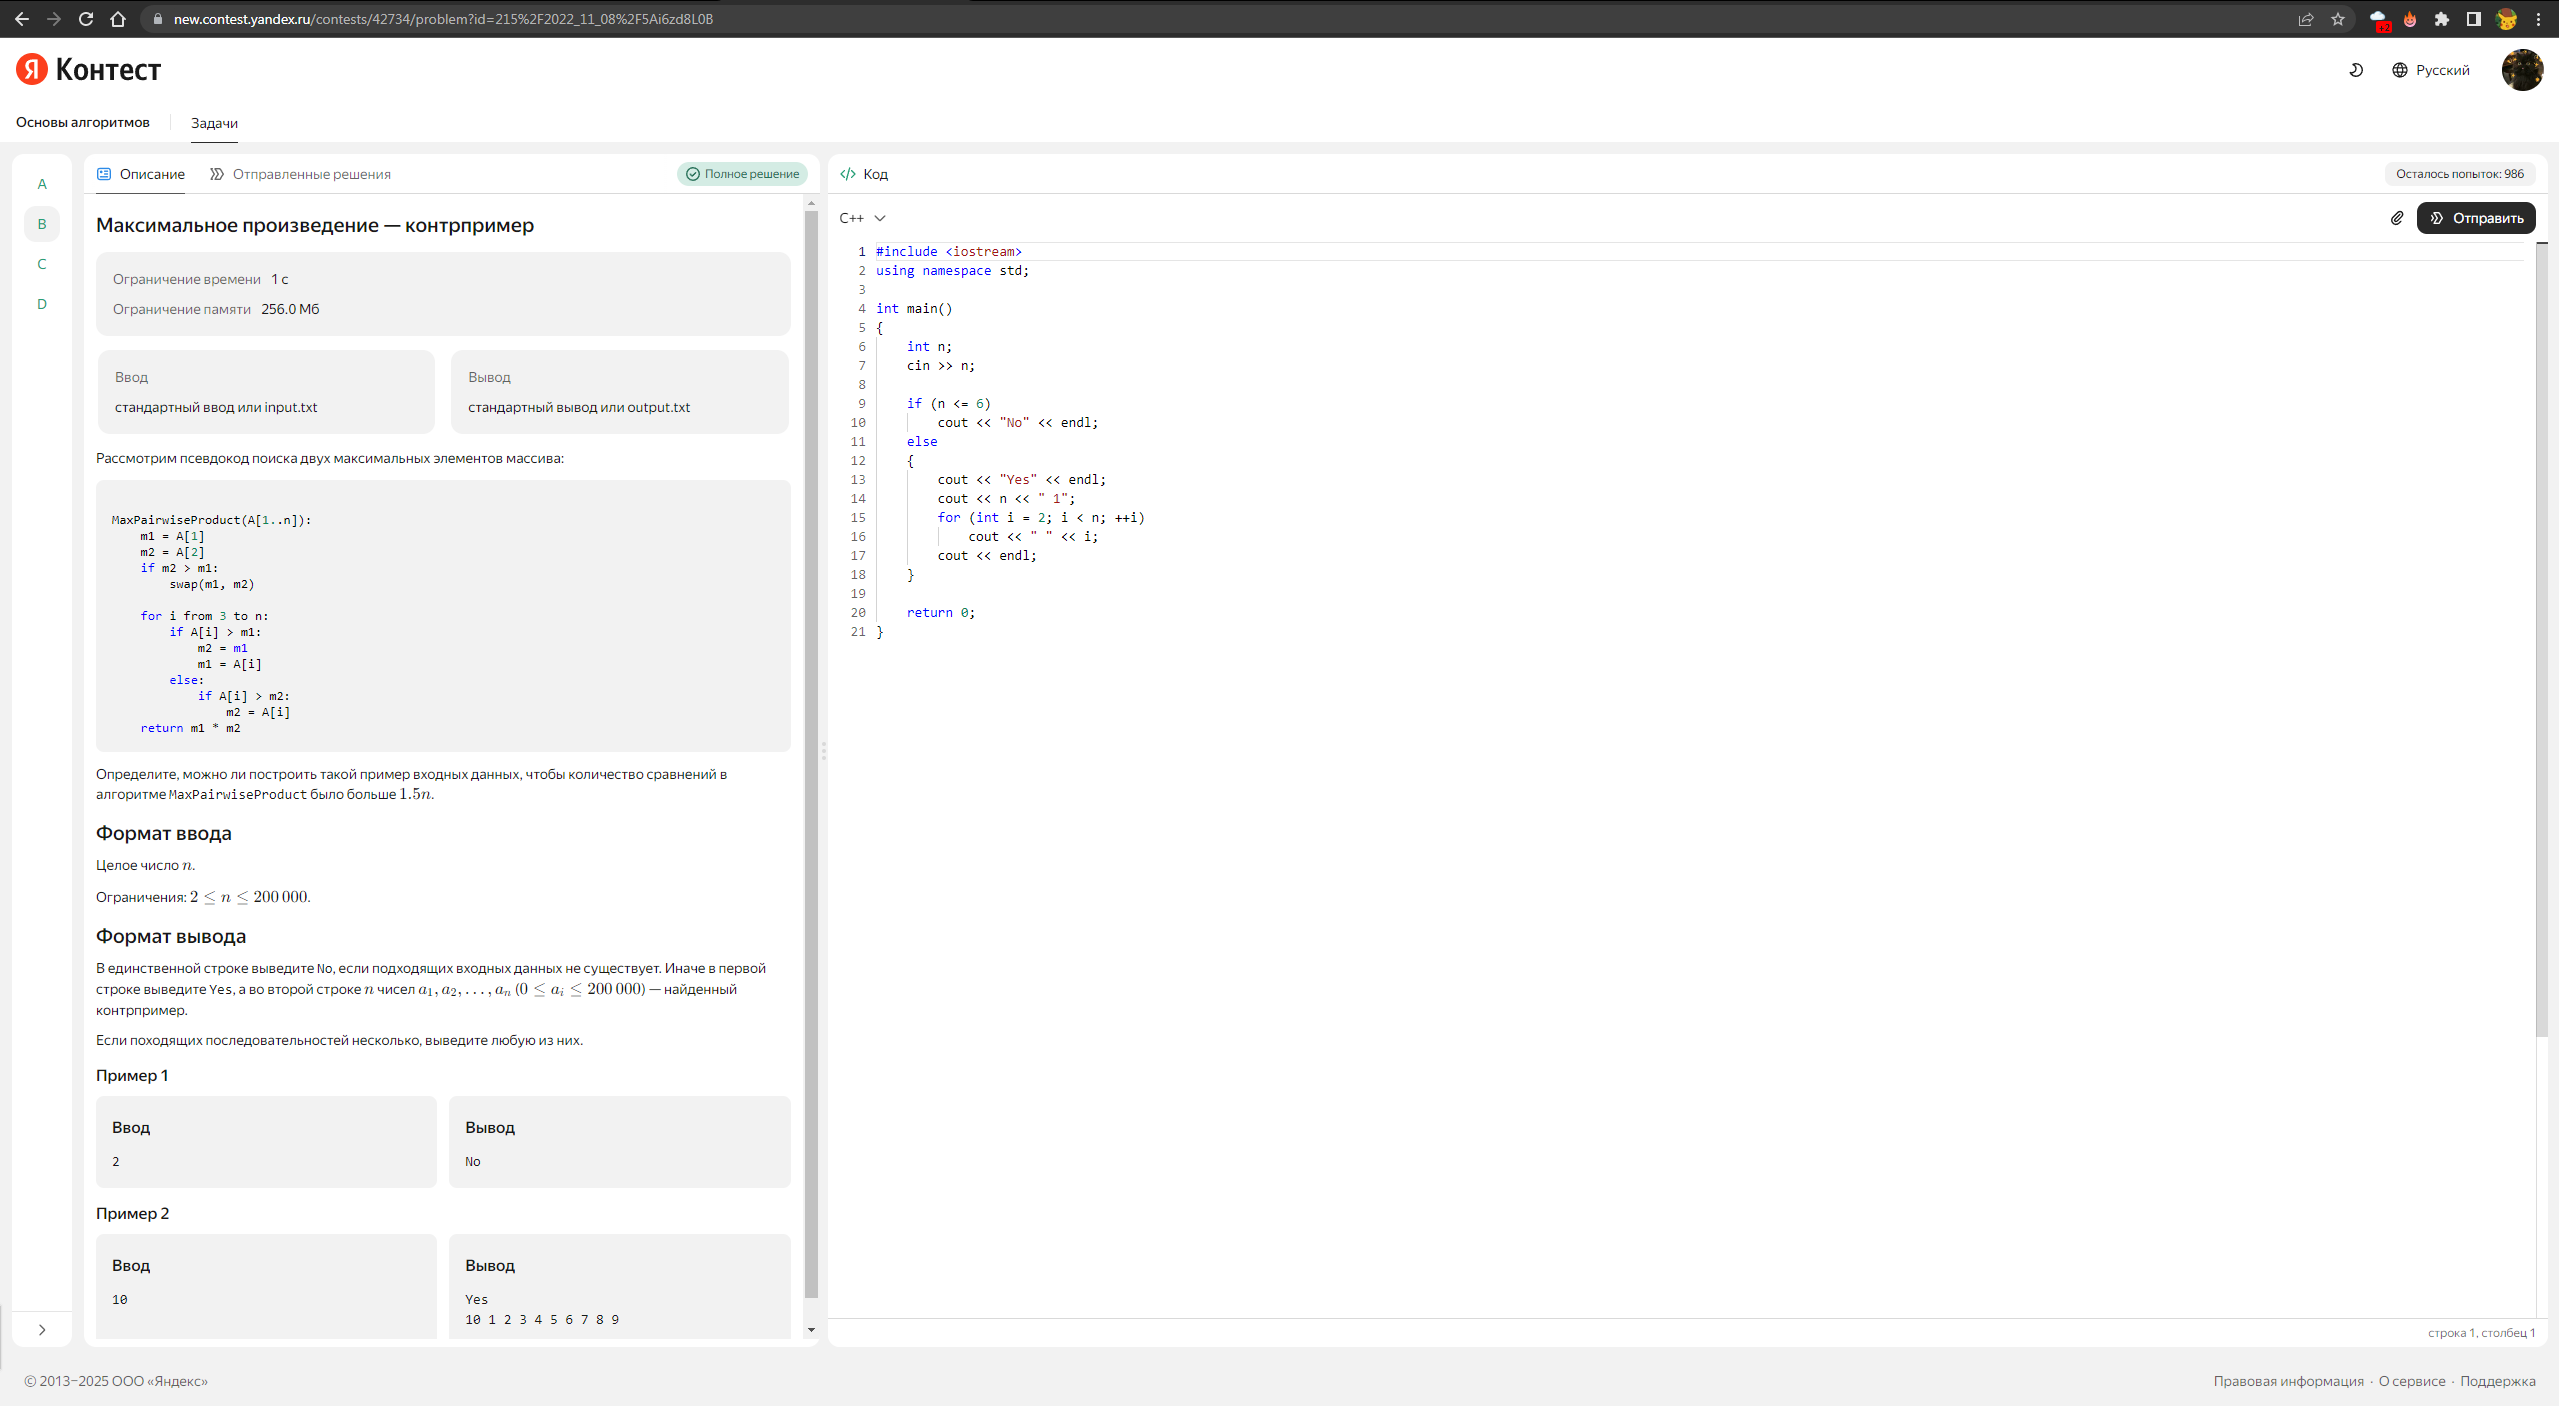 new.contest.yandex.ru/contests/42734/problem?id=215%2F2022_11_08%2F5Ai6zd8L0B
+2
Я Контест
Русский
Основы алгоритмов
Задачи
A
B
C
D
Описание
Отправленные решения
Полное решение
Максимальное произведение — контрпример
Ограничение времени 1 с
Ограничение памяти 256.0 Мб
Ввод
стандартный ввод или input.txt
Вывод
стандартный вывод или output.txt
Рассмотрим псевдокод поиска двух максимальных элементов массива:
MaxPairwiseProduct(A[1..n]):
    m1 = A[1]
    m2 = A[2]
    if m2 > m1:
        swap(m1, m2)
    for i from 3 to n:
        if A[i] > m1:
            m2 = m1
            m1 = A[i]
        else:
            if A[i] > m2:
                m2 = A[i]
    return m1 * m2
Определите, можно ли построить такой пример входных данных, чтобы количество сравнений в
алгоритме MaxPairwiseProduct было больше 1.5n.
Формат ввода
Целое число n.
Ограничения: 2 ≤ n ≤ 200 000.
Формат вывода
В единственной строке выведите No, если подходящих входных данных не существует. Иначе в первой
строке выведите Yes, а во второй строке n чисел a₁, a₂, . . . , aₙ (0 ≤ aᵢ ≤ 200 000) — найденный
контрпример.
Если походящих последовательностей несколько, выведите любую из них.
Пример 1
Ввод
2
Вывод
No
Пример 2
Ввод
10
Вывод
Yes
10 1 2 3 4 5 6 7 8 9
</> Код
Осталось попыток: 986
C++
Отправить
1 #include <iostream>
2 using namespace std;
3
4 int main()
5 {
6     int n;
7     cin >> n;
8
9     if (n <= 6)
10         cout << "No" << endl;
11     else
12     {
13         cout << "Yes" << endl;
14         cout << n << " 1";
15         for (int i = 2; i < n; ++i)
16             cout << " " << i;
17         cout << endl;
18     }
19
20     return 0;
21 }
строка 1, столбец 1
© 2013–2025 ООО «Яндекс»
Правовая информация · О сервисе · Поддержка